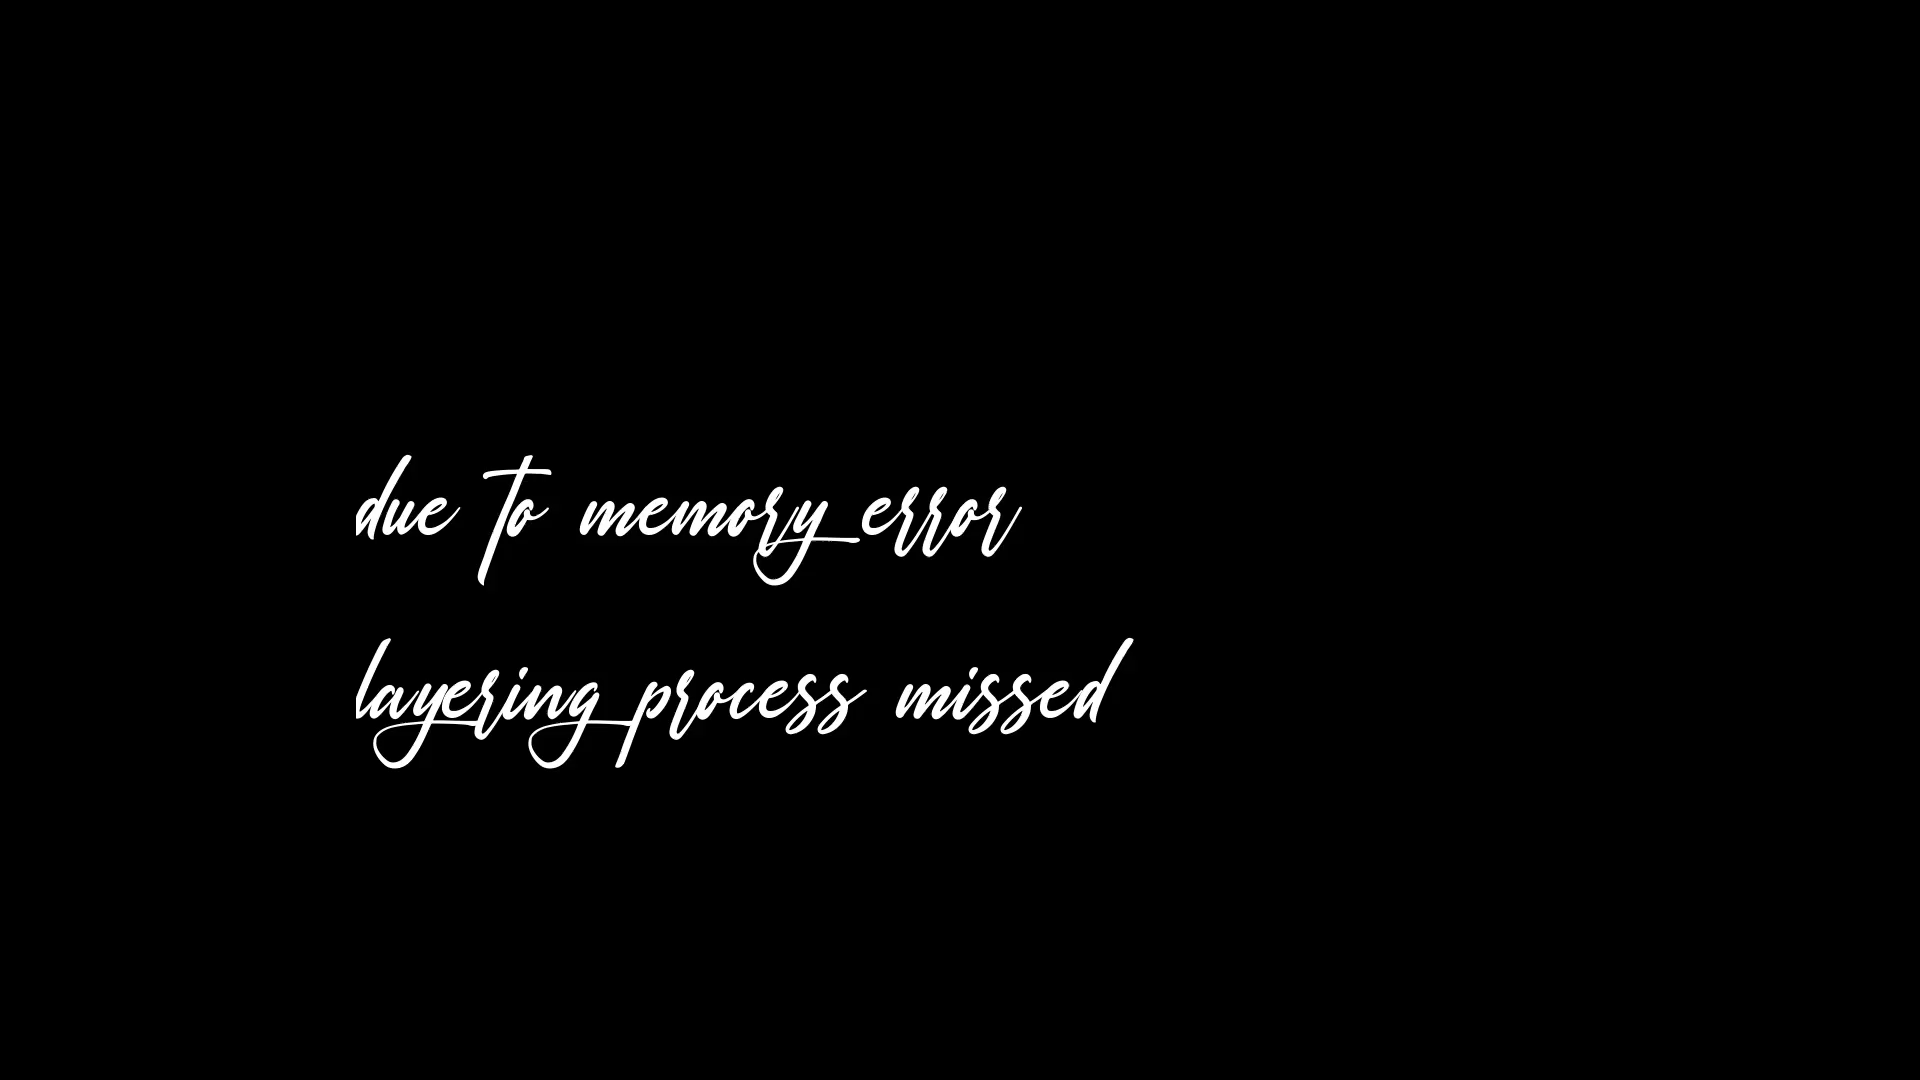 due to memory error
layering process missed